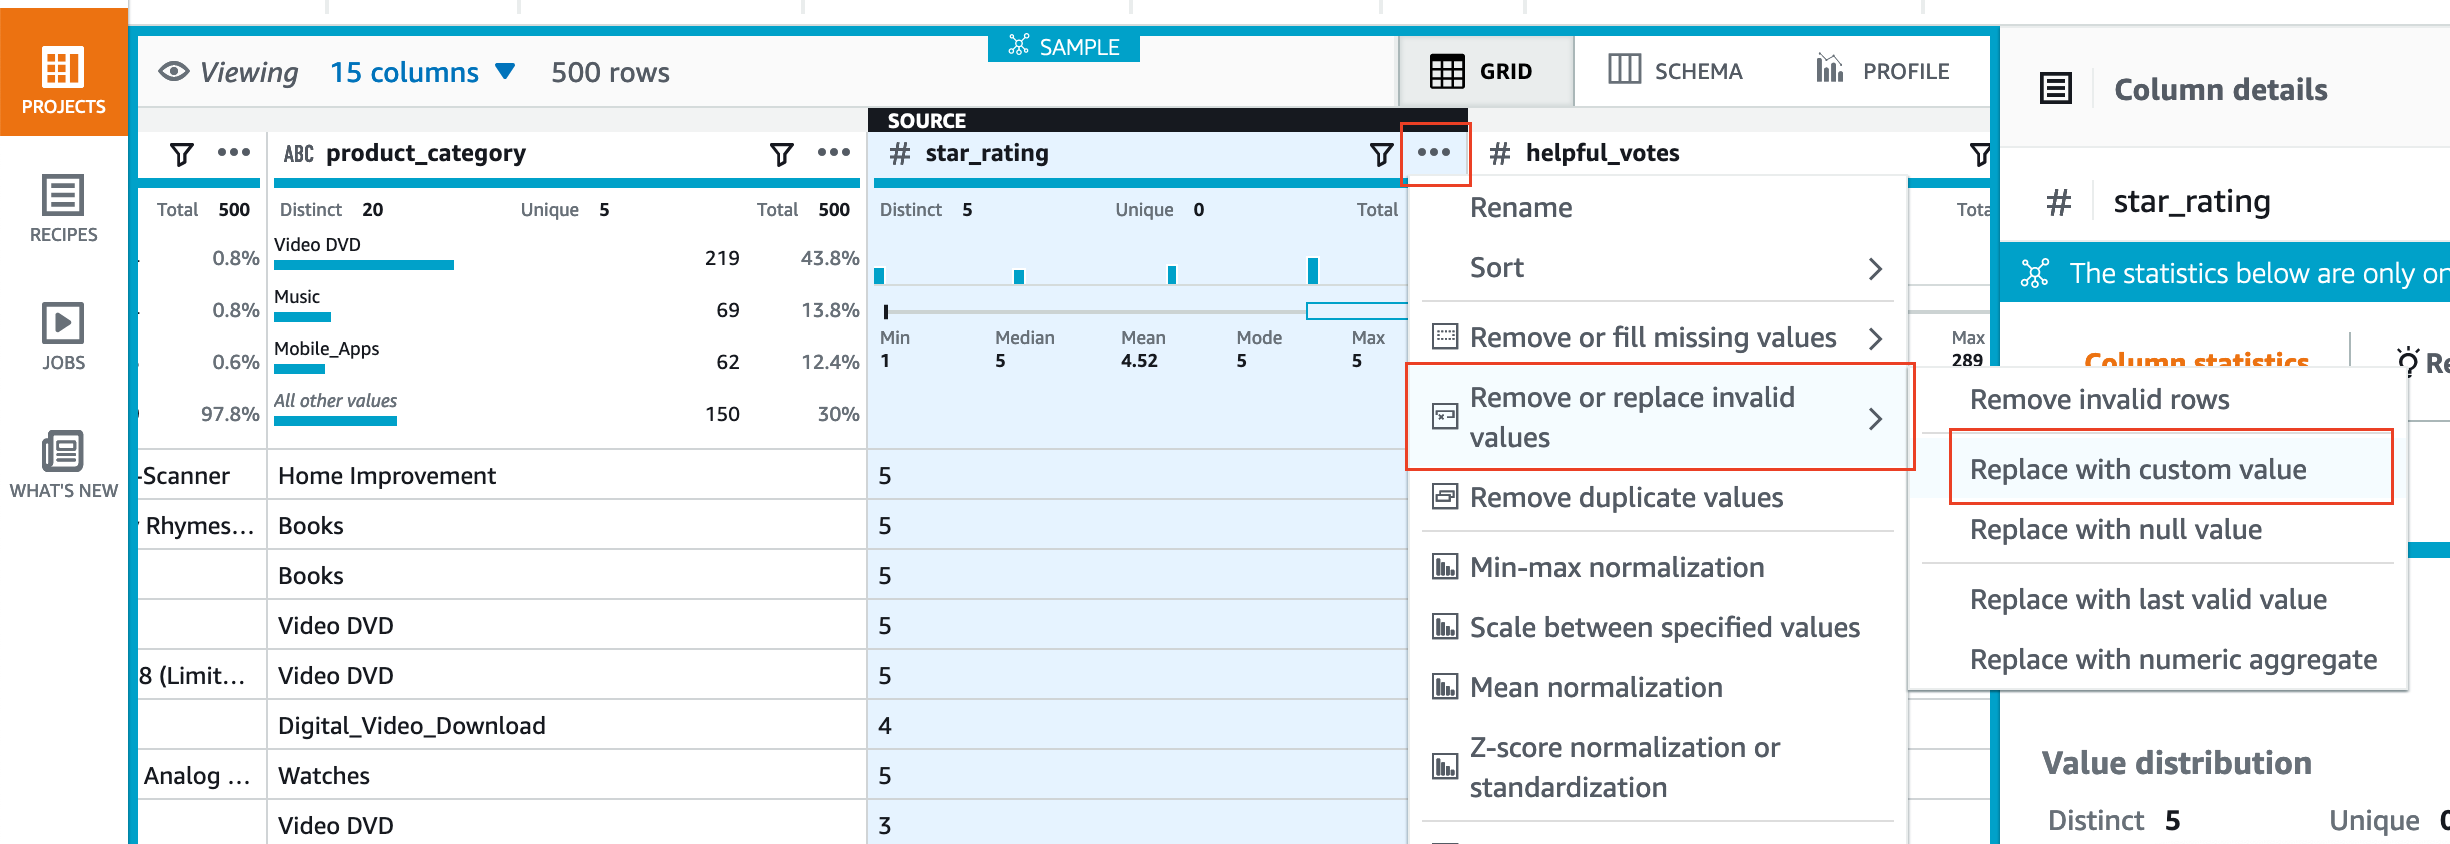 SAMPLE
Viewing 15 columns 500 rows
GRID SCHEMA PROFILE
PROJECTS
RECIPES
JOBS
WHAT'S NEW
SOURCE
ABC product_category
# star_rating
# helpful_votes
Total 500
Distinct 20 Unique 5 Total 500
Distinct 5 Unique 0 Total
Tota
0.8%
0.8%
0.6%
97.8%
Video DVD 219 43.8%
Music 69 13.8%
Mobile_Apps 62 12.4%
All other values 150 30%
Min Median Mean Mode Max
1 5 4.52 5 5
Max
289
-Scanner Home Improvement 5
Rhymes... Books 5
Books 5
Video DVD 5
8 (Limit... Video DVD 5
Digital_Video_Download 4
Analog ... Watches 5
Video DVD 3
Rename
Sort
Remove or fill missing values
Remove or replace invalid
values
Remove duplicate values
Min-max normalization
Scale between specified values
Mean normalization
Z-score normalization or
standardization
Remove invalid rows
Replace with custom value
Replace with null value
Replace with last valid value
Replace with numeric aggregate
Column details
# star_rating
The statistics below are only on
Column statistics Re
Value distribution
Distinct 5 Unique 0